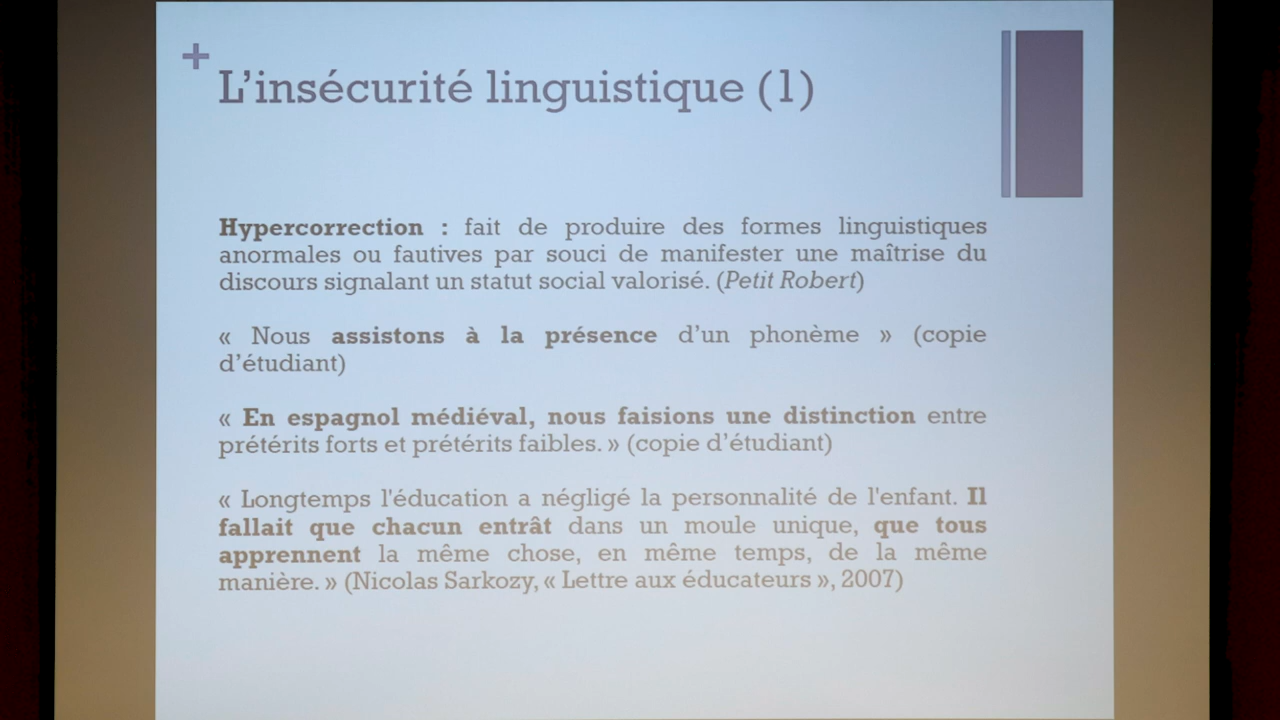 +
L'insécurité linguistique (1)
Hypercorrection : fait de produire des formes linguistiques
anormales ou fautives par souci de manifester une maîtrise du
discours signalant un statut social valorisé. (Petit Robert)
« Nous assistons à la présence d'un phonème » (copie
d'étudiant)
« En espagnol médiéval, nous faisions une distinction entre
prétérits forts et prétérits faibles. » (copie d'étudiant)
« Longtemps l'éducation a négligé la personnalité de l'enfant. Il
fallait que chacun entrât dans un moule unique, que tous
apprennent la même chose, en même temps, de la même
manière. » (Nicolas Sarkozy, « Lettre aux éducateurs », 2007)